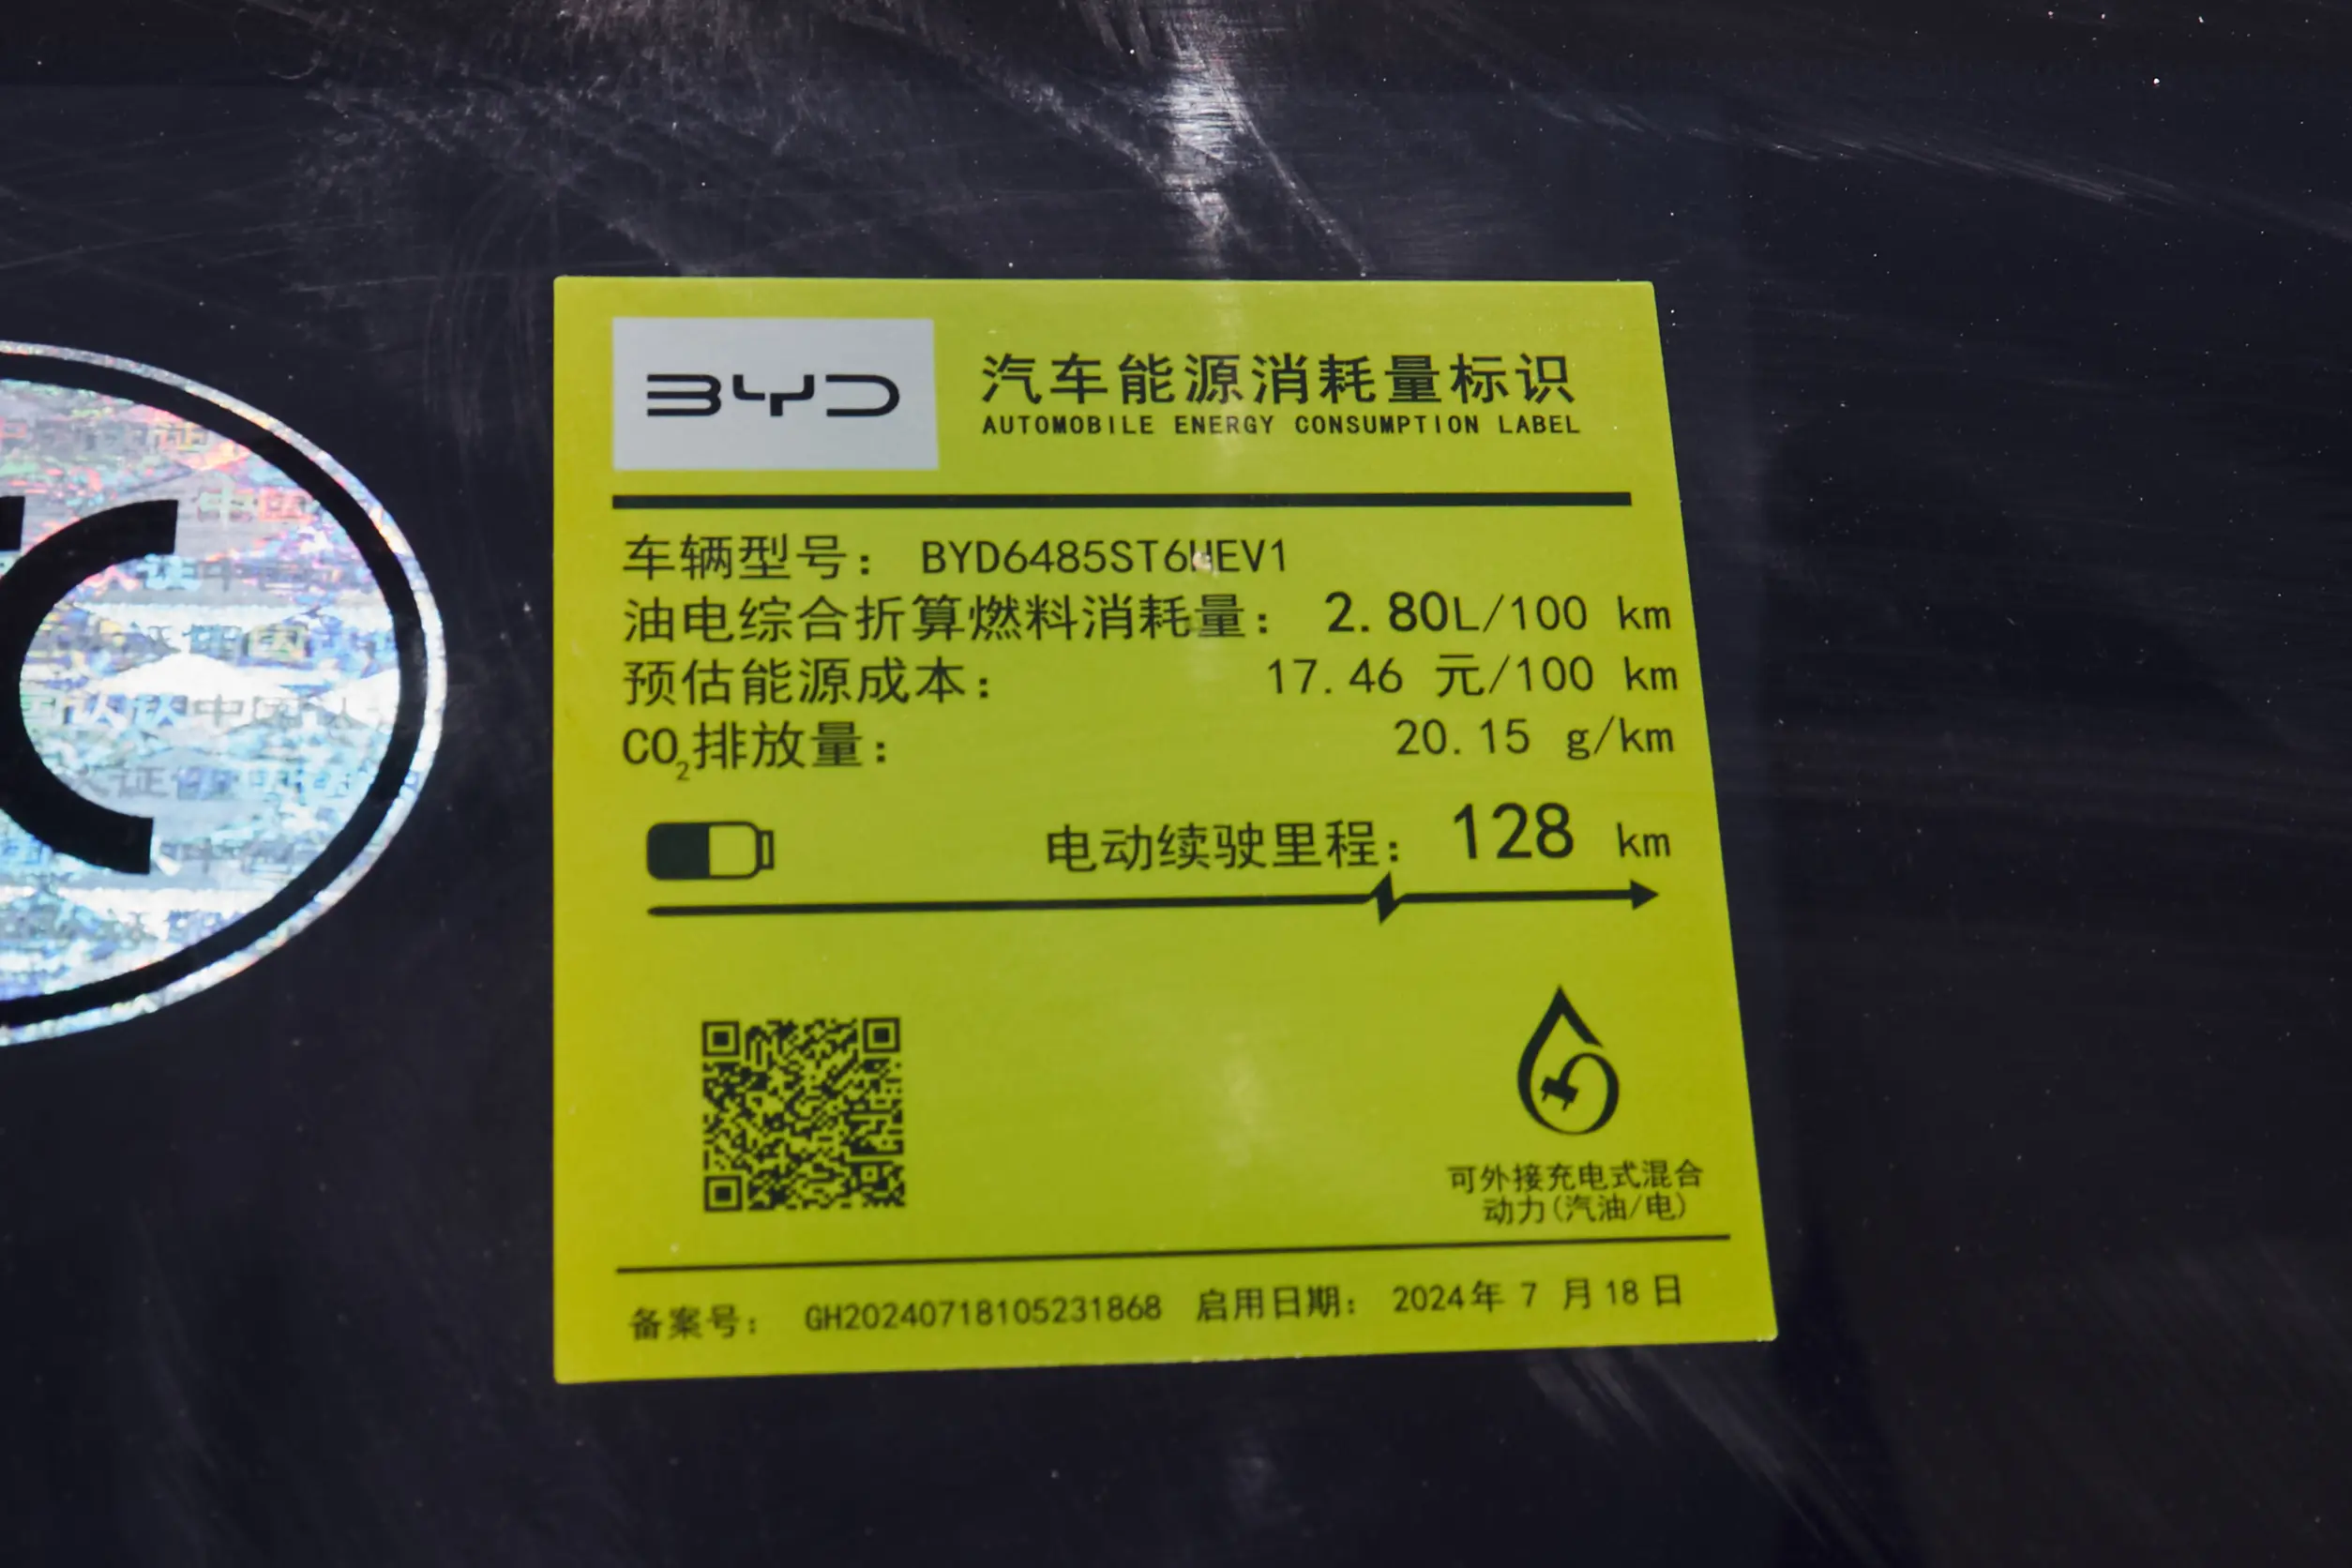 BYD
汽车能源消耗量标识
AUTOMOBILE ENERGY CONSUMPTION LABEL
车辆型号: BYD6485ST6HEV1
油电综合折算燃料消耗量: 2.80L/100 km
预估能源成本: 17.46 元/100 km
CO₂排放量: 20.15 g/km
电动续驶里程: 128 km
可外接充电式混合
动力(汽油/电)
备案号: GH20240718105231868 启用日期: 2024年 7 月18 日